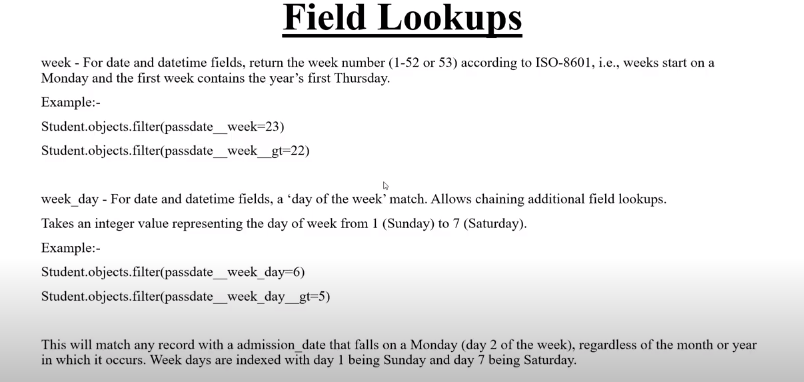 Field Lookups
week - For date and datetime fields, return the week number (1-52 or 53) according to ISO-8601, i.e., weeks start on a
Monday and the first week contains the year’s first Thursday.
Example:-
Student.objects.filter(passdate__week=23)
Student.objects.filter(passdate__week__gt=22)
week_day - For date and datetime fields, a ‘day of the week’ match. Allows chaining additional field lookups.
Takes an integer value representing the day of week from 1 (Sunday) to 7 (Saturday).
Example:-
Student.objects.filter(passdate__week_day=6)
Student.objects.filter(passdate__week_day__gt=5)
This will match any record with a admission_date that falls on a Monday (day 2 of the week), regardless of the month or year
in which it occurs. Week days are indexed with day 1 being Sunday and day 7 being Saturday.